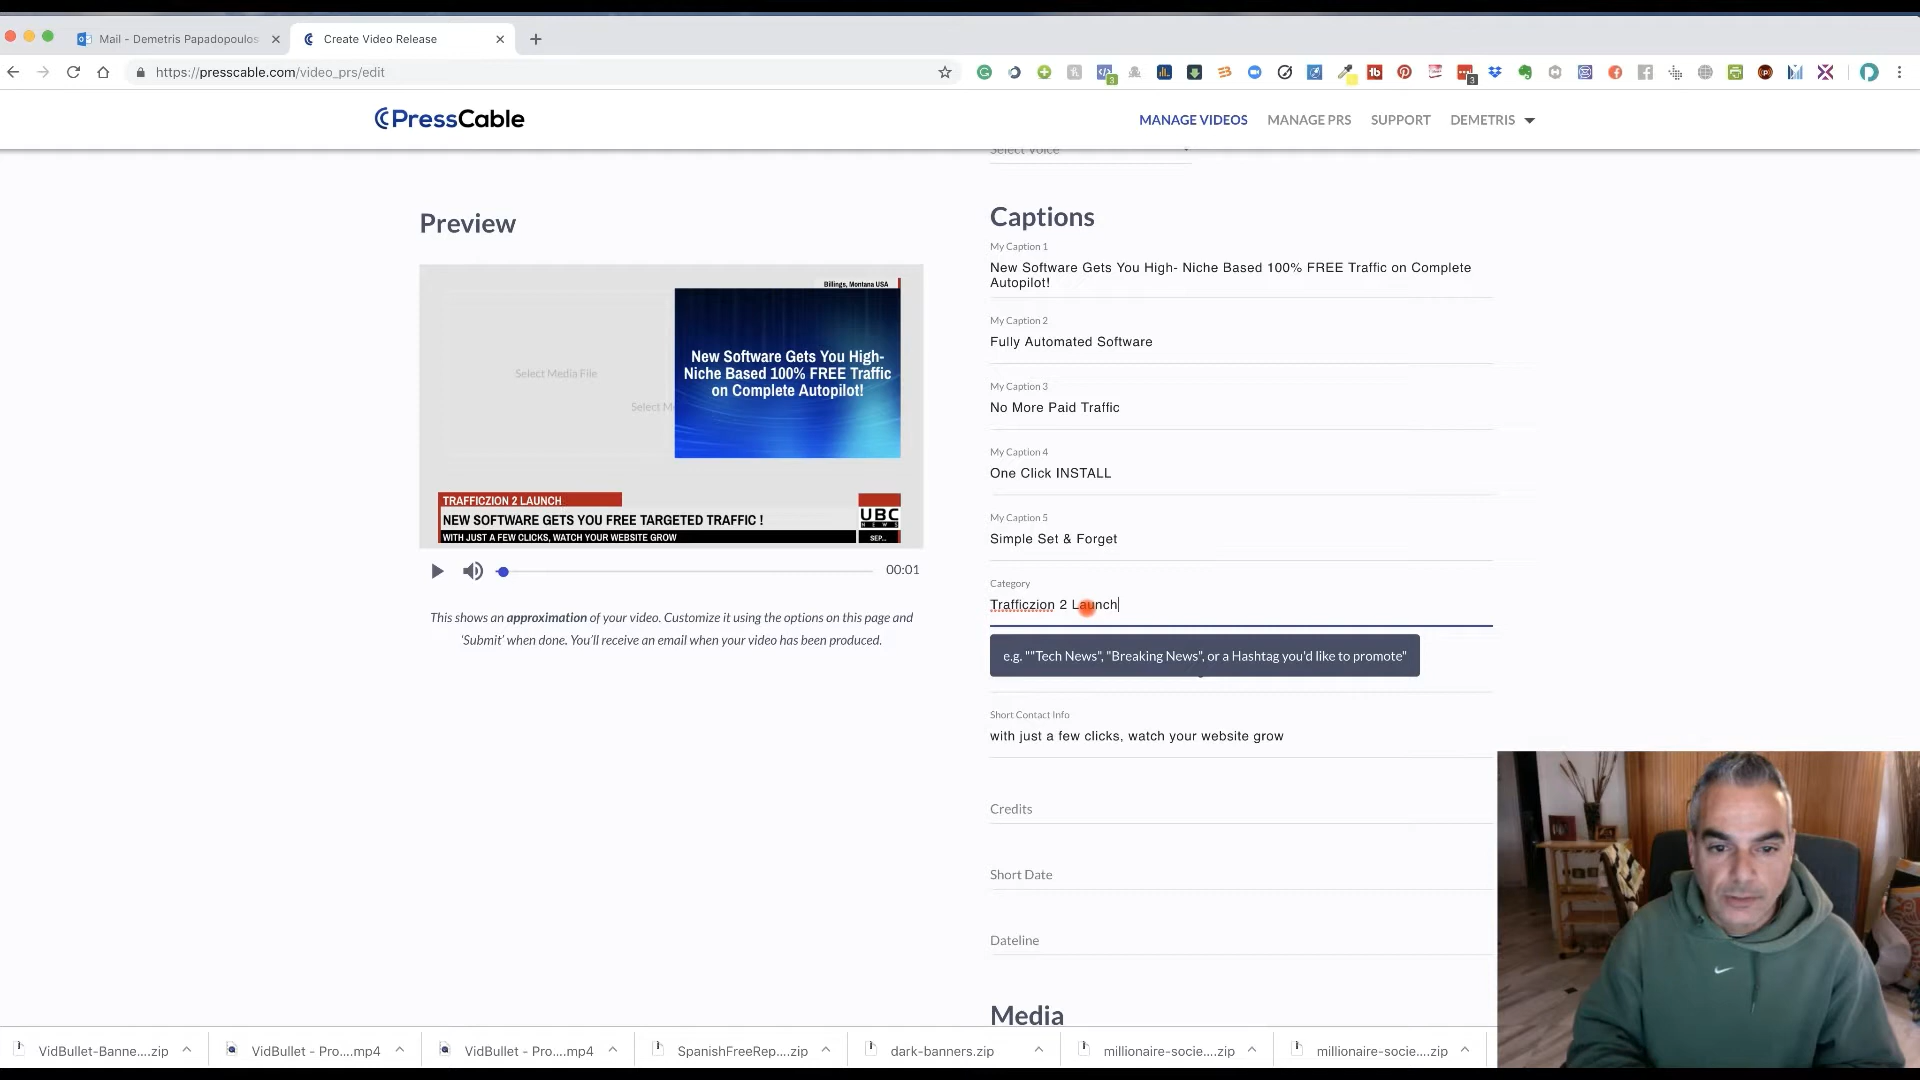 Mail - Demetris Papadopoulos
Create Video Release
https://presscable.com/video_prs/edit
3
3
PressCable
MANAGE VIDEOS
MANAGE PRS
SUPPORT
DEMETRIS
Select Voice
Preview
Billings, Montana USA
Select Media File
Select M
New Software Gets You High-
Niche Based 100% FREE Traffic
on Complete Autopilot!
TRAFFICZION 2 LAUNCH
NEW SOFTWARE GETS YOU FREE TARGETED TRAFFIC !
WITH JUST A FEW CLICKS, WATCH YOUR WEBSITE GROW
UBC
NEWS
SEP...
00:01
This shows an approximation of your video. Customize it using the options on this page and
'Submit' when done. You'll receive an email when your video has been produced.
Captions
My Caption 1
New Software Gets You High- Niche Based 100% FREE Traffic on Complete
Autopilot!
My Caption 2
Fully Automated Software
My Caption 3
No More Paid Traffic
My Caption 4
One Click INSTALL
My Caption 5
Simple Set & Forget
Category
Trafficzion 2 Launch
e.g. ""Tech News", "Breaking News", or a Hashtag you'd like to promote"
Short Contact Info
with just a few clicks, watch your website grow
Credits
Short Date
Dateline
Media
VidBullet-Banne....zip
VidBullet - Pro....mp4
VidBullet - Pro....mp4
SpanishFreeRep....zip
dark-banners.zip
millionaire-socie....zip
millionaire-socie....zip